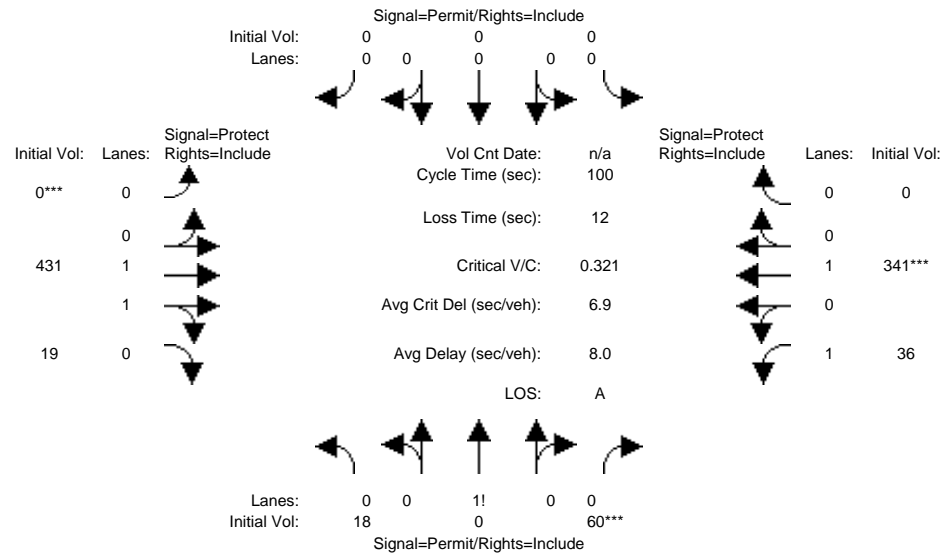 Signal=Permit/Rights=Include
Initial Vol: 0 0 0
Lanes: 0 0 0 0 0
Signal=Protect Signal=Protect
Initial Vol: Lanes: Rights=Include Vol Cnt Date: n/a Rights=Include Lanes: Initial Vol:
Cycle Time (sec): 100
0*** 0 0 0
Loss Time (sec): 12
0 0
431 1 Critical V/C: 0.321 1 341***
1 Avg Crit Del (sec/veh): 6.9 0
19 0 Avg Delay (sec/veh): 8.0 1 36
LOS: A
Lanes: 0 0 1! 0 0
Initial Vol: 18 0 60***
Signal=Permit/Rights=Include